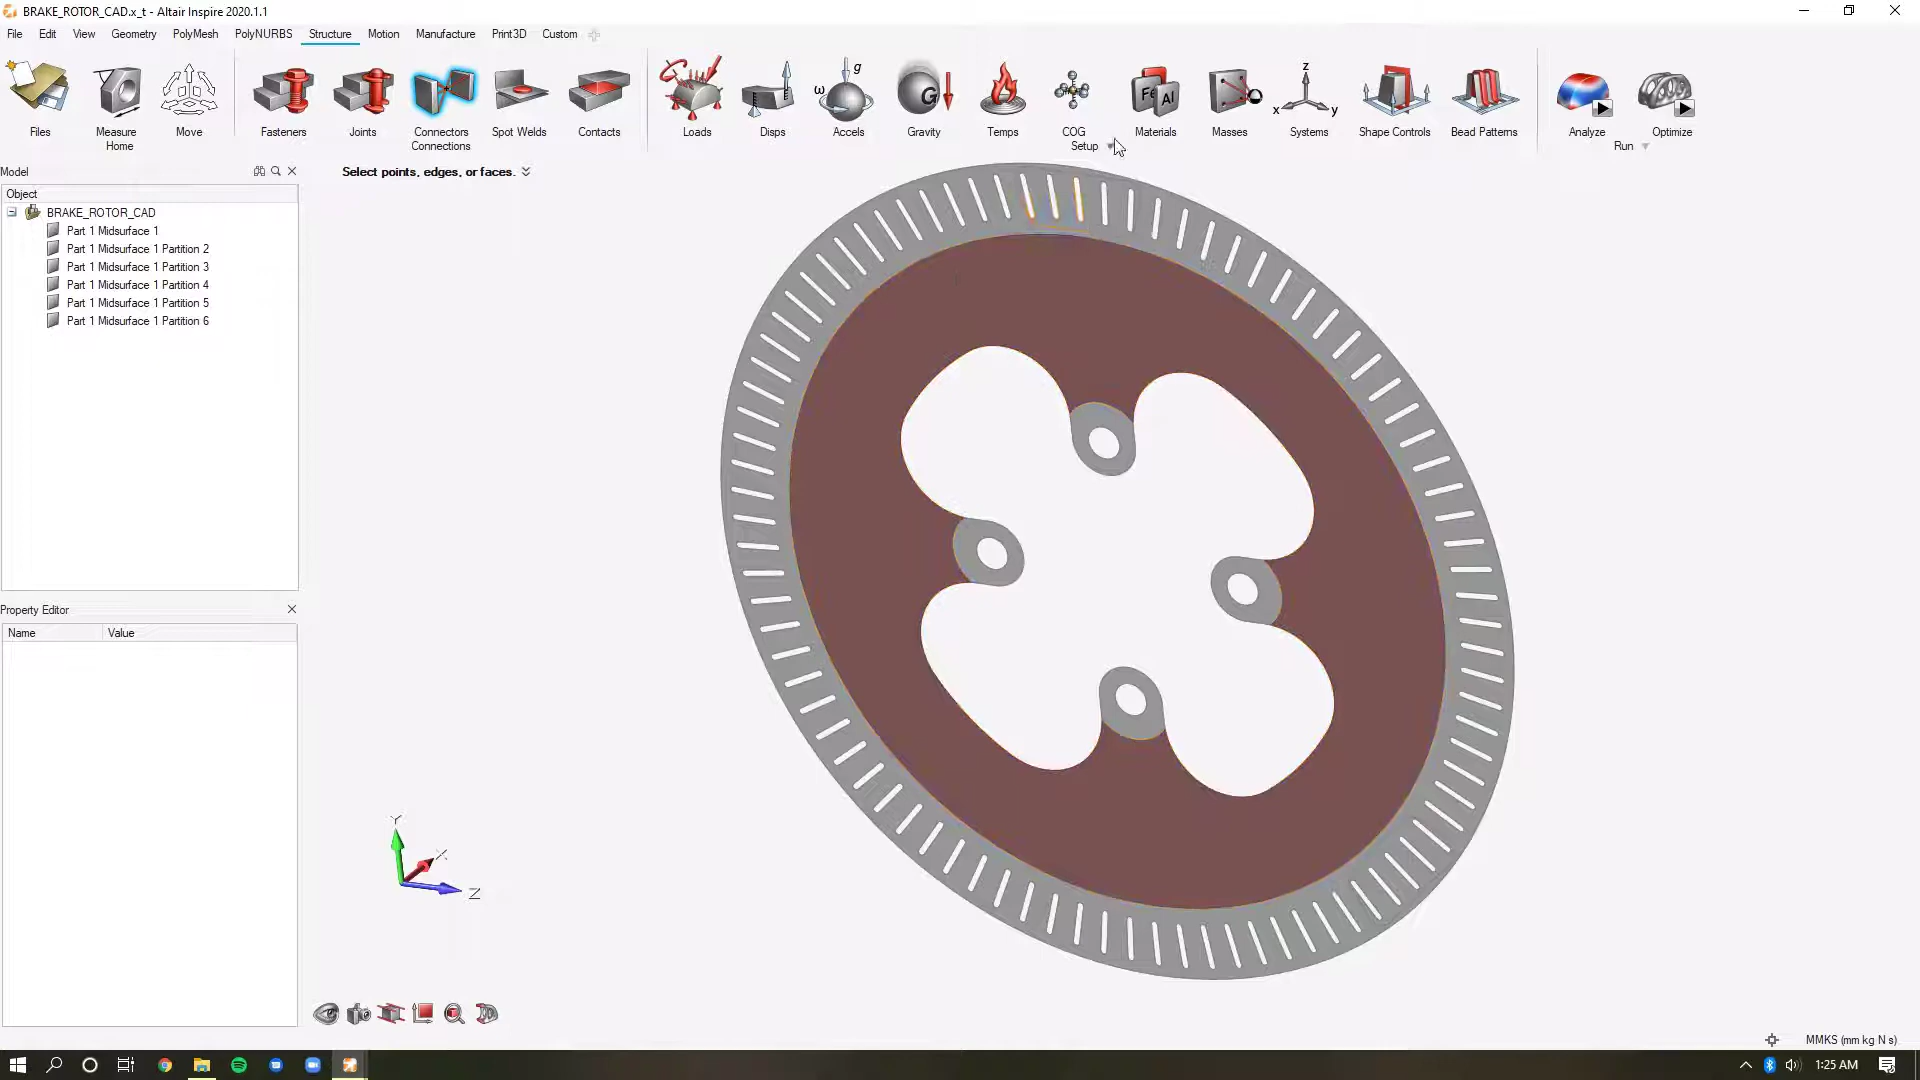 BRAKE_ROTOR_CAD.x_t - Altair Inspire 2020.1.1
File Edit View Geometry PolyMesh PolyNURBS Structure Motion Manufacture Print3D Custom
g
ω
G
Fe
Al
z
x
y
Files Measure Move Fasteners Joints Connectors Spot Welds Contacts Loads Disps Accels Gravity Temps COG Materials Masses Systems Shape Controls Bead Patterns Analyze Optimize
Home Connections Setup Run
Model
Select points, edges, or faces.
Object
BRAKE_ROTOR_CAD
Part 1 Midsurface 1
Part 1 Midsurface 1 Partition 2
Part 1 Midsurface 1 Partition 3
Part 1 Midsurface 1 Partition 4
Part 1 Midsurface 1 Partition 5
Part 1 Midsurface 1 Partition 6
Property Editor
Name Value
Y
X
Z
MMKS (mm kg N s)
1:25 AM